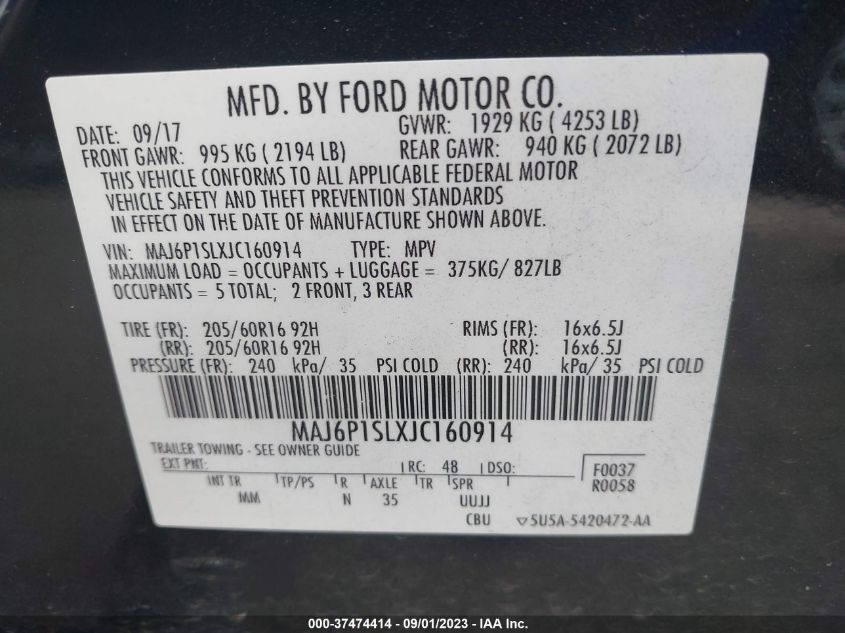 MFD. BY FORD MOTOR CO.
DATE: 09/17 GVWR: 1929 KG ( 4253 LB)
FRONT GAWR: 995 KG ( 2194 LB) REAR GAWR: 940 KG ( 2072 LB)
THIS VEHICLE CONFORMS TO ALL APPLICABLE FEDERAL MOTOR
VEHICLE SAFETY AND THEFT PREVENTION STANDARDS
IN EFFECT ON THE DATE OF MANUFACTURE SHOWN ABOVE.
VIN: MAJ6P1SLXJC160914 TYPE: MPV
MAXIMUM LOAD = OCCUPANTS + LUGGAGE = 375KG/ 827LB
OCCUPANTS = 5 TOTAL; 2 FRONT, 3 REAR
TIRE (FR): 205/60R16 92H RIMS (FR): 16x6.5J
(RR): 205/60R16 92H (RR): 16x6.5J
PRESSURE (FR): 240 kPa/ 35 PSI COLD (RR): 240 kPa/ 35 PSI COLD
MAJ6P1SLXJC160914
TRAILER TOWING - SEE OWNER GUIDE
EXT PNT: RC: 48 DSO: F0037
INT TR TP/PS R AXLE TR SPR R0058
MM N 35 UUJJ
CBU 5U5A-5420472-AA
000-37474414 - 09/01/2023 - IAA Inc.